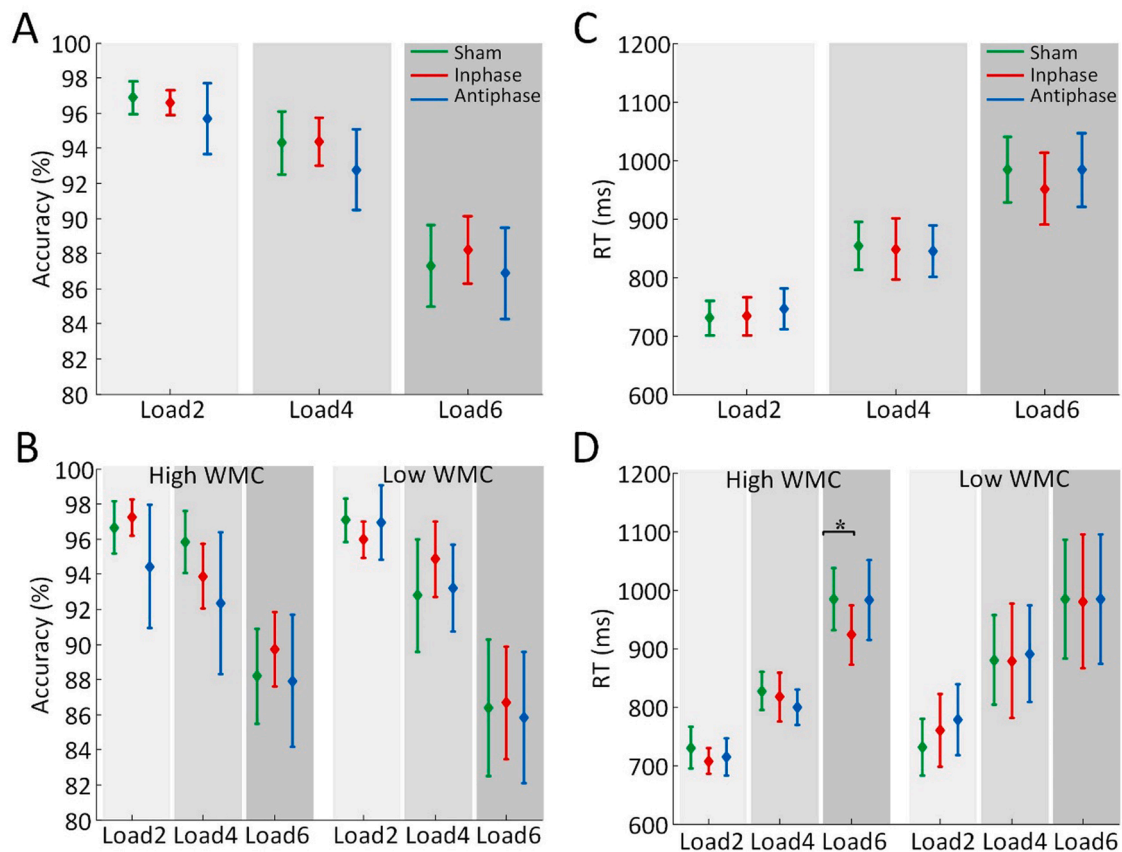 A
100
98
96
94
92
90
88
86
84
82
80
Accuracy (%)
Sham
Inphase
Antiphase
Load2 Load4 Load6
C
1200
1100
1000
900
800
700
600
RT (ms)
Sham
Inphase
Antiphase
Load2 Load4 Load6
B
100
98
96
94
92
90
88
86
84
82
80
Accuracy (%)
High WMC Low WMC
Load2 Load4 Load6 Load2 Load4 Load6
D
1200
1100
1000
900
800
700
600
RT (ms)
High WMC Low WMC
*
Load2 Load4 Load6 Load2 Load4 Load6